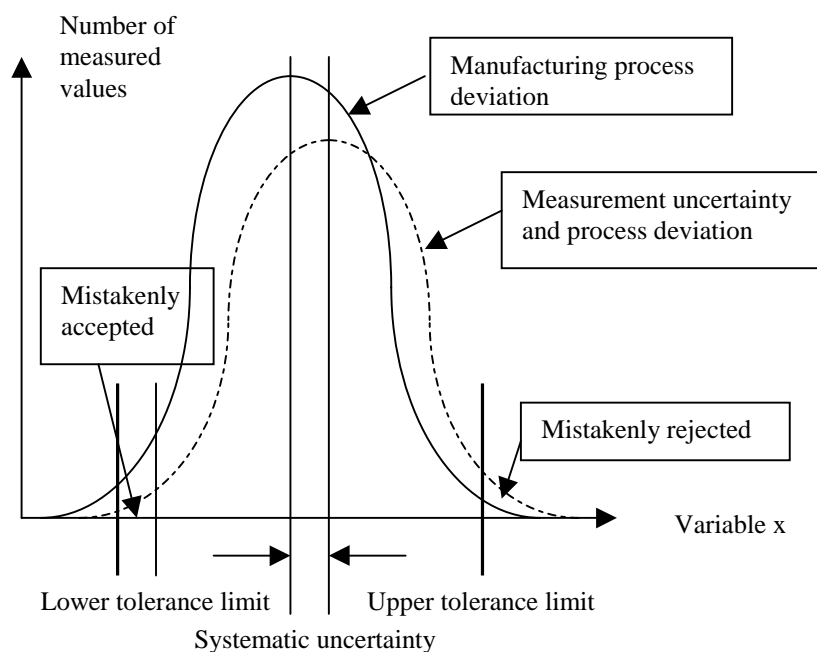 Number of
measured
values
Manufacturing process
deviation
Measurement uncertainty
and process deviation
Mistakenly
accepted
Mistakenly rejected
Variable x
Lower tolerance limit
Upper tolerance limit
Systematic uncertainty